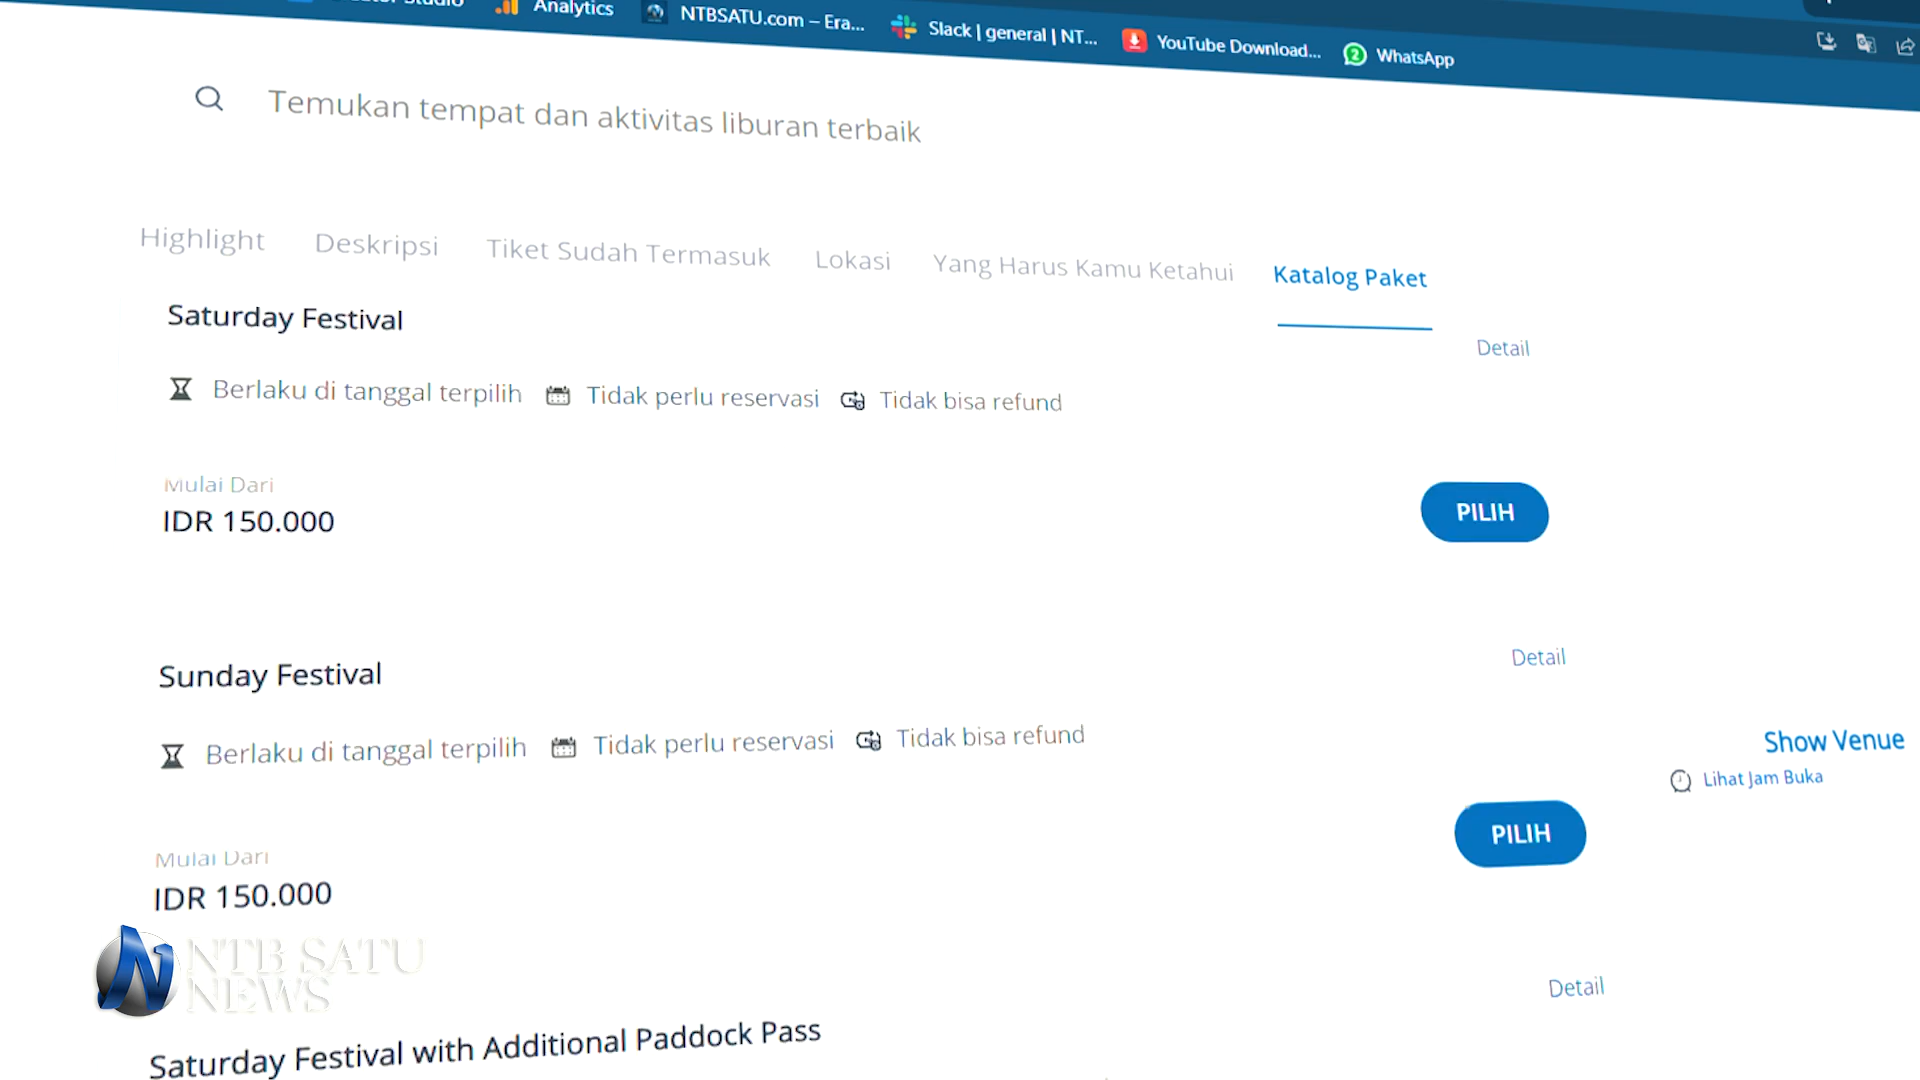 Analytics
NTBSATU.com – Era...
Slack | general | NT...
YouTube Download...
2
WhatsApp
Temukan tempat dan aktivitas liburan terbaik
Highlight
Deskripsi
Tiket Sudah Termasuk
Lokasi
Yang Harus Kamu Ketahui
Katalog Paket
Saturday Festival
Detail
Berlaku di tanggal terpilih
Tidak perlu reservasi
Tidak bisa refund
Mulai Dari
IDR 150.000
PILIH
Sunday Festival
Detail
Berlaku di tanggal terpilih
Tidak perlu reservasi
Tidak bisa refund
Show Venue
Lihat Jam Buka
Mulai Dari
IDR 150.000
PILIH
NTB SATU
NEWS
Detail
Saturday Festival with Additional Paddock Pass